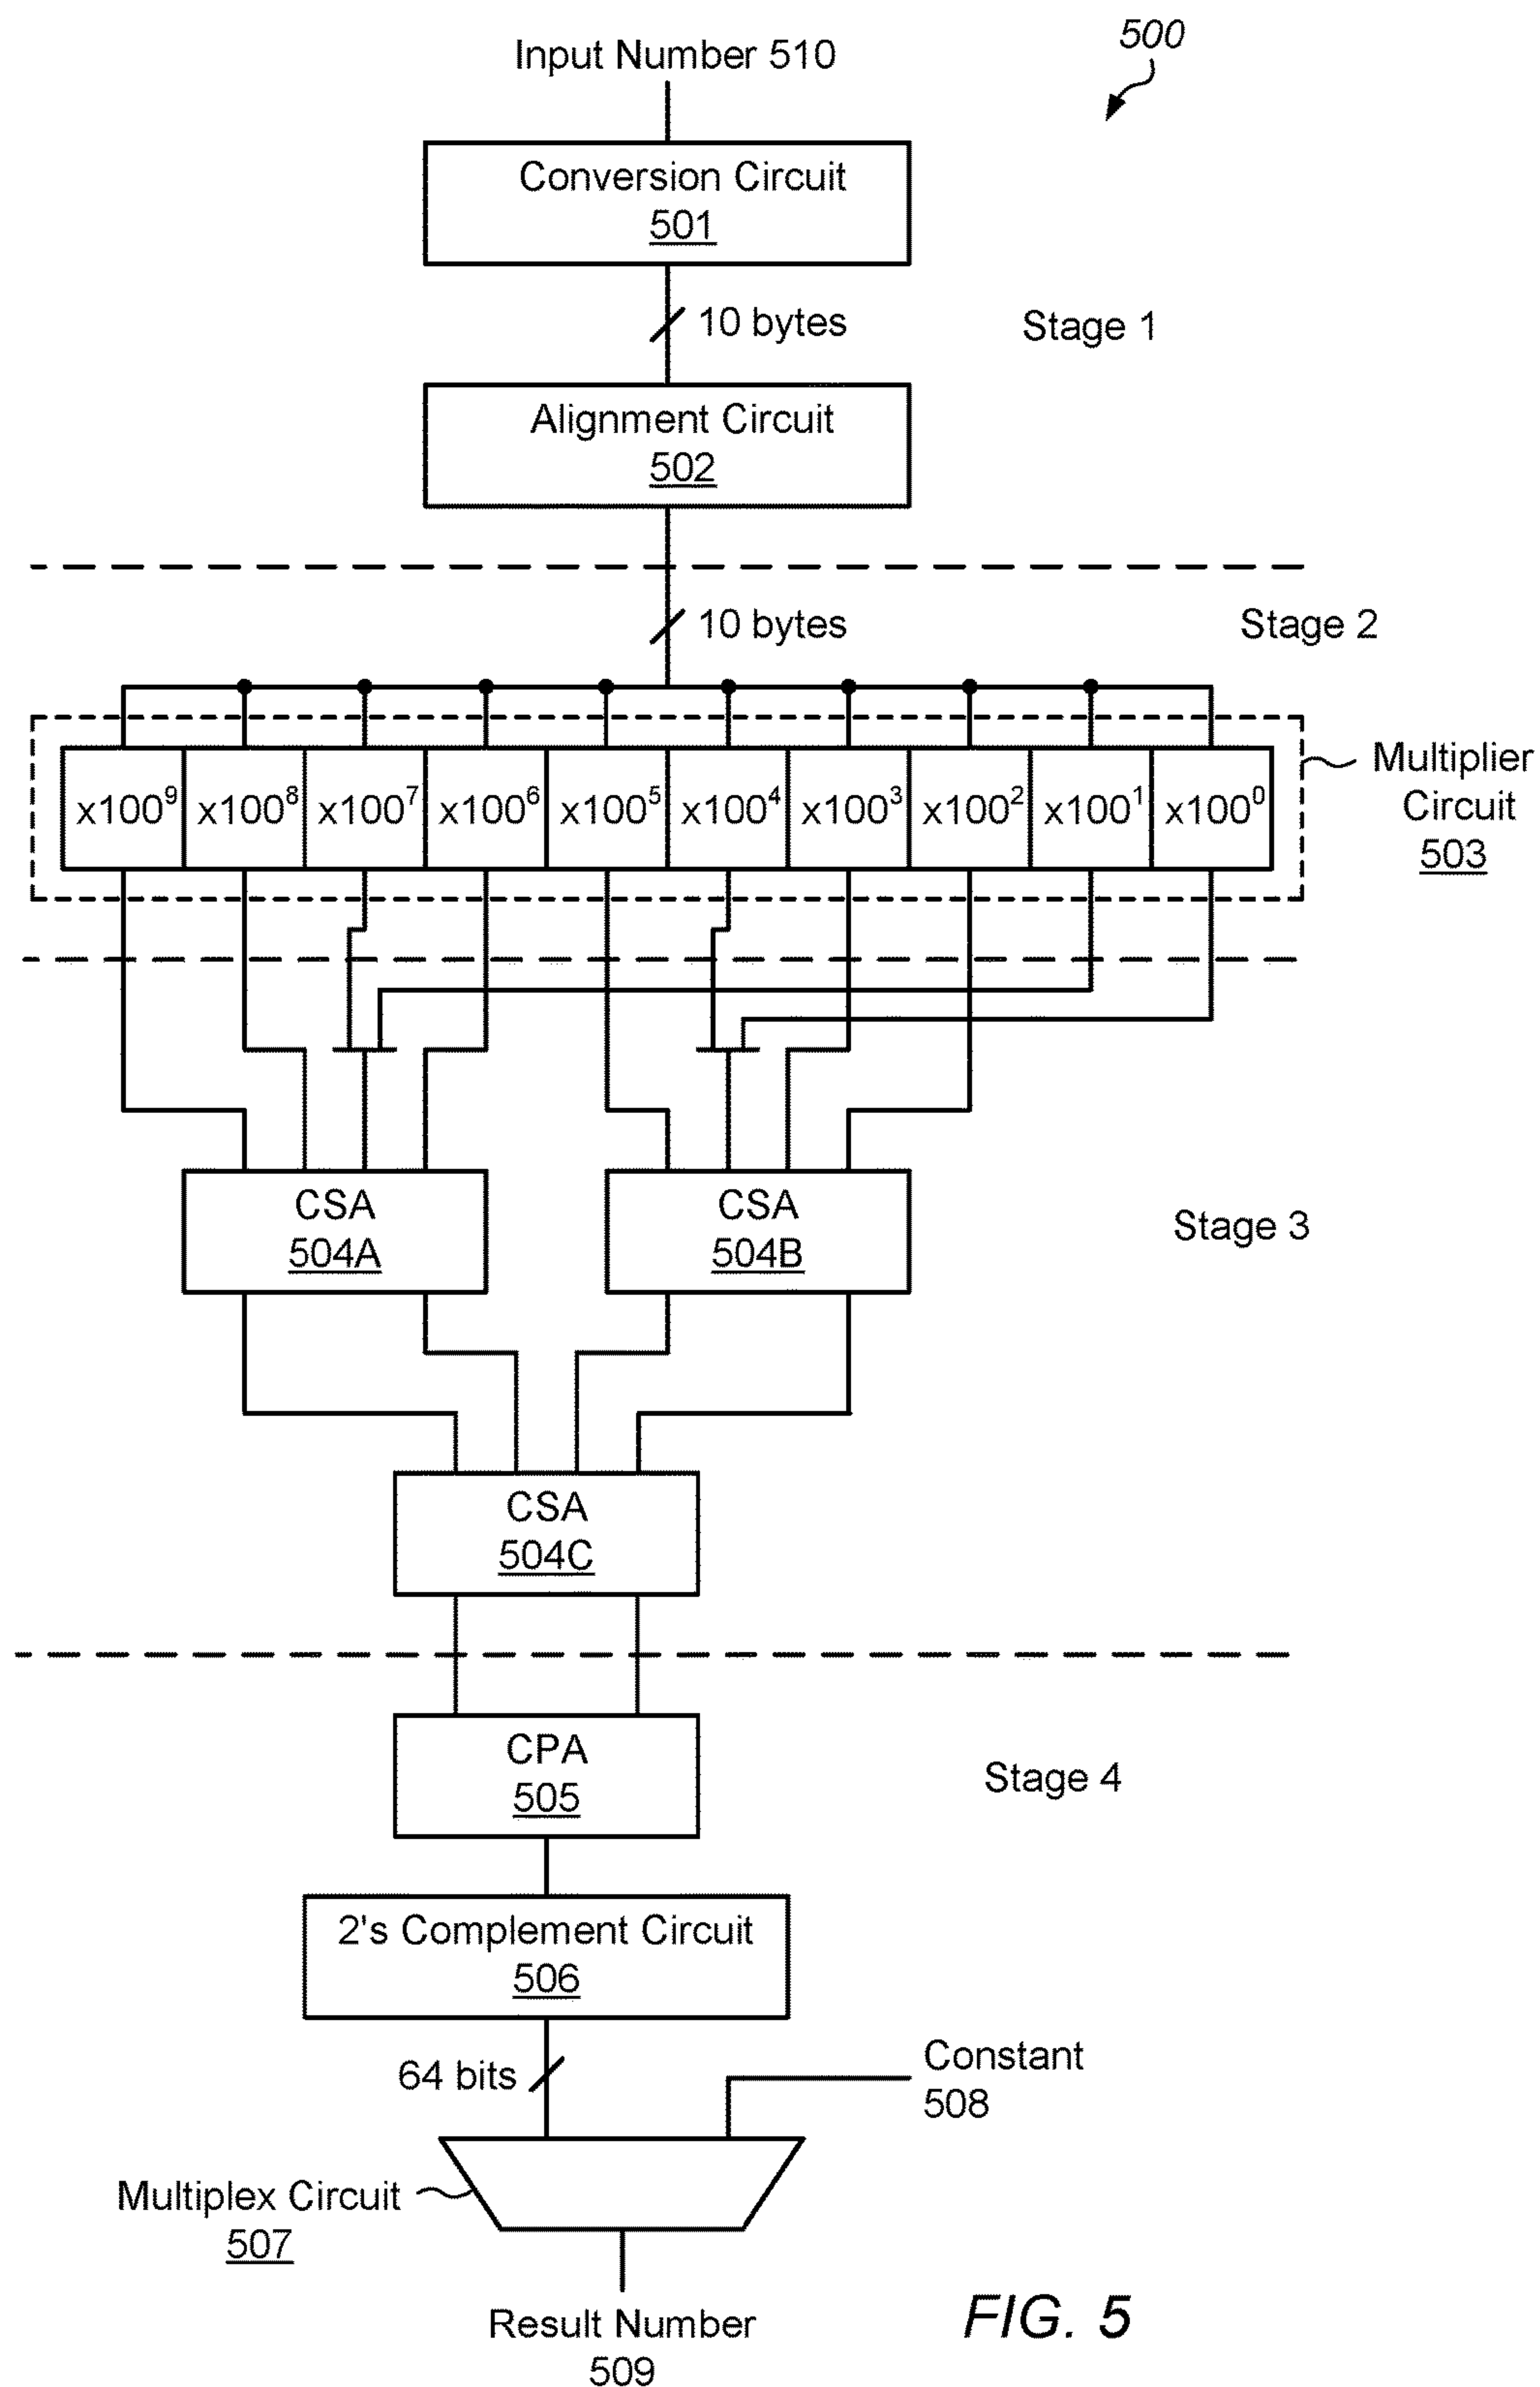 500
Input Number 510
Conversion Circuit
501
10 bytes
Stage 1
Alignment Circuit
502
10 bytes
Stage 2
x100⁹ x100⁸ x100⁷ x100⁶ x100⁵ x100⁴ x100³ x100² x100¹ x100⁰
Multiplier
Circuit
503
CSA
504A
CSA
504B
Stage 3
CSA
504C
CPA
505
Stage 4
2's Complement Circuit
506
64 bits
Constant
508
Multiplex Circuit
507
Result Number
509
FIG. 5